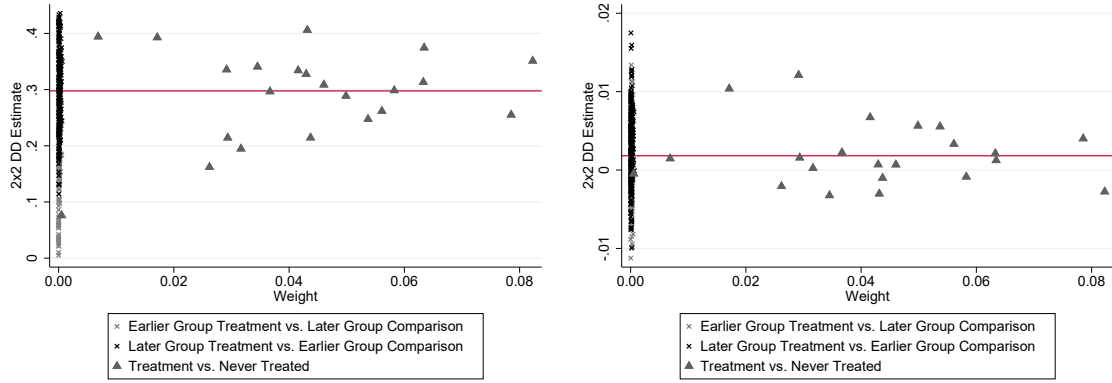 2x2 DD Estimate
.4
.3
.2
.1
0
0.00 0.02 0.04 0.06 0.08
Weight
Earlier Group Treatment vs. Later Group Comparison
Later Group Treatment vs. Earlier Group Comparison
Treatment vs. Never Treated
2x2 DD Estimate
.02
.01
0
-.01
0.00 0.02 0.04 0.06 0.08
Weight
Earlier Group Treatment vs. Later Group Comparison
Later Group Treatment vs. Earlier Group Comparison
Treatment vs. Never Treated